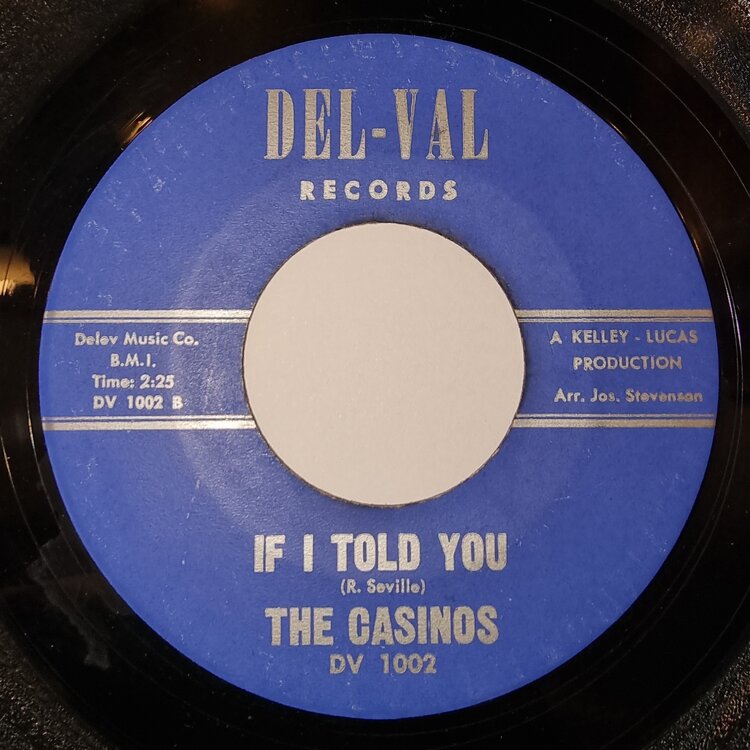 DEL-VAL
RECORDS
Delev Music Co.
B.M.I.
Time: 2:25
DV 1002 B
A KELLEY - LUCAS
PRODUCTION
Arr. Jos. Stevenson
IF I TOLD YOU
(R. Seville)
THE CASINOS
DV 1002